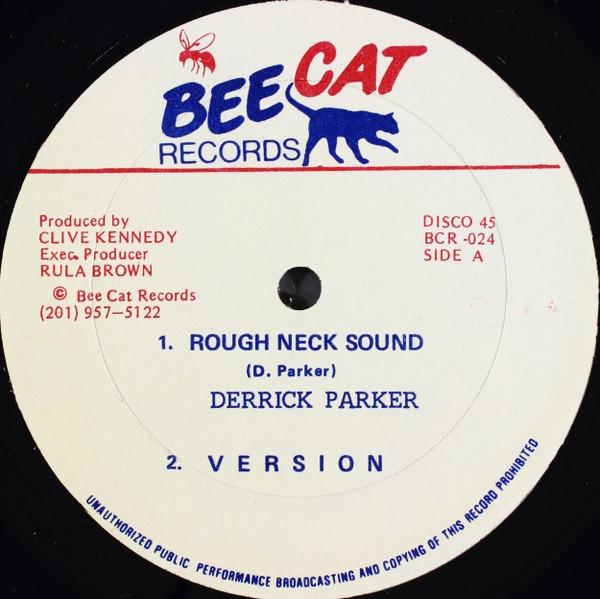 BEE CAT
RECORDS
Produced by
CLIVE KENNEDY
Exec. Producer
RULA BROWN
© Bee Cat Records
(201) 957-5122
DISCO 45
BCR -024
SIDE A
1. ROUGH NECK SOUND
(D. Parker)
DERRICK PARKER
2. VERSION
UNAUTHORIZED PUBLIC PERFORMANCE BROADCASTING AND COPYING OF THIS RECORD PROHIBITED